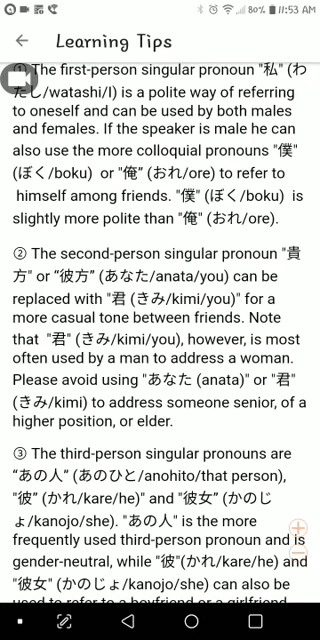 80% 11:53 AM
Learning Tips
① The first-person singular pronoun "私" (わ
たし/watashi/I) is a polite way of referring
to oneself and can be used by both males
and females. If the speaker is male he can
also use the more colloquial pronouns "僕"
(ぼく/boku) or "俺” (おれ/ore) to refer to
himself among friends. "僕" (ぼく/boku) is
slightly more polite than "俺" (おれ/ore).
② The second-person singular pronoun "貴
方" or “彼方” (あなた/anata/you) can be
replaced with "君 (きみ/kimi/you)" for a
more casual tone between friends. Note
that "君" (きみ/kimi/you), however, is most
often used by a man to address a woman.
Please avoid using "あなた (anata)" or "君"
(きみ/kimi) to address someone senior, of a
higher position, or elder.
③ The third-person singular pronouns are
“あの人” (あのひと/anohito/that person),
"彼” (かれ/kare/he)" and "彼女” (かのじ
ょ/kanojo/she). "あの人" is the more
frequently used third-person pronoun and is
gender-neutral, while "彼"(かれ/kare/he) and
"彼女" (かのじょ/kanojo/she) can also be
used to refer to a boyfriend or a girlfriend